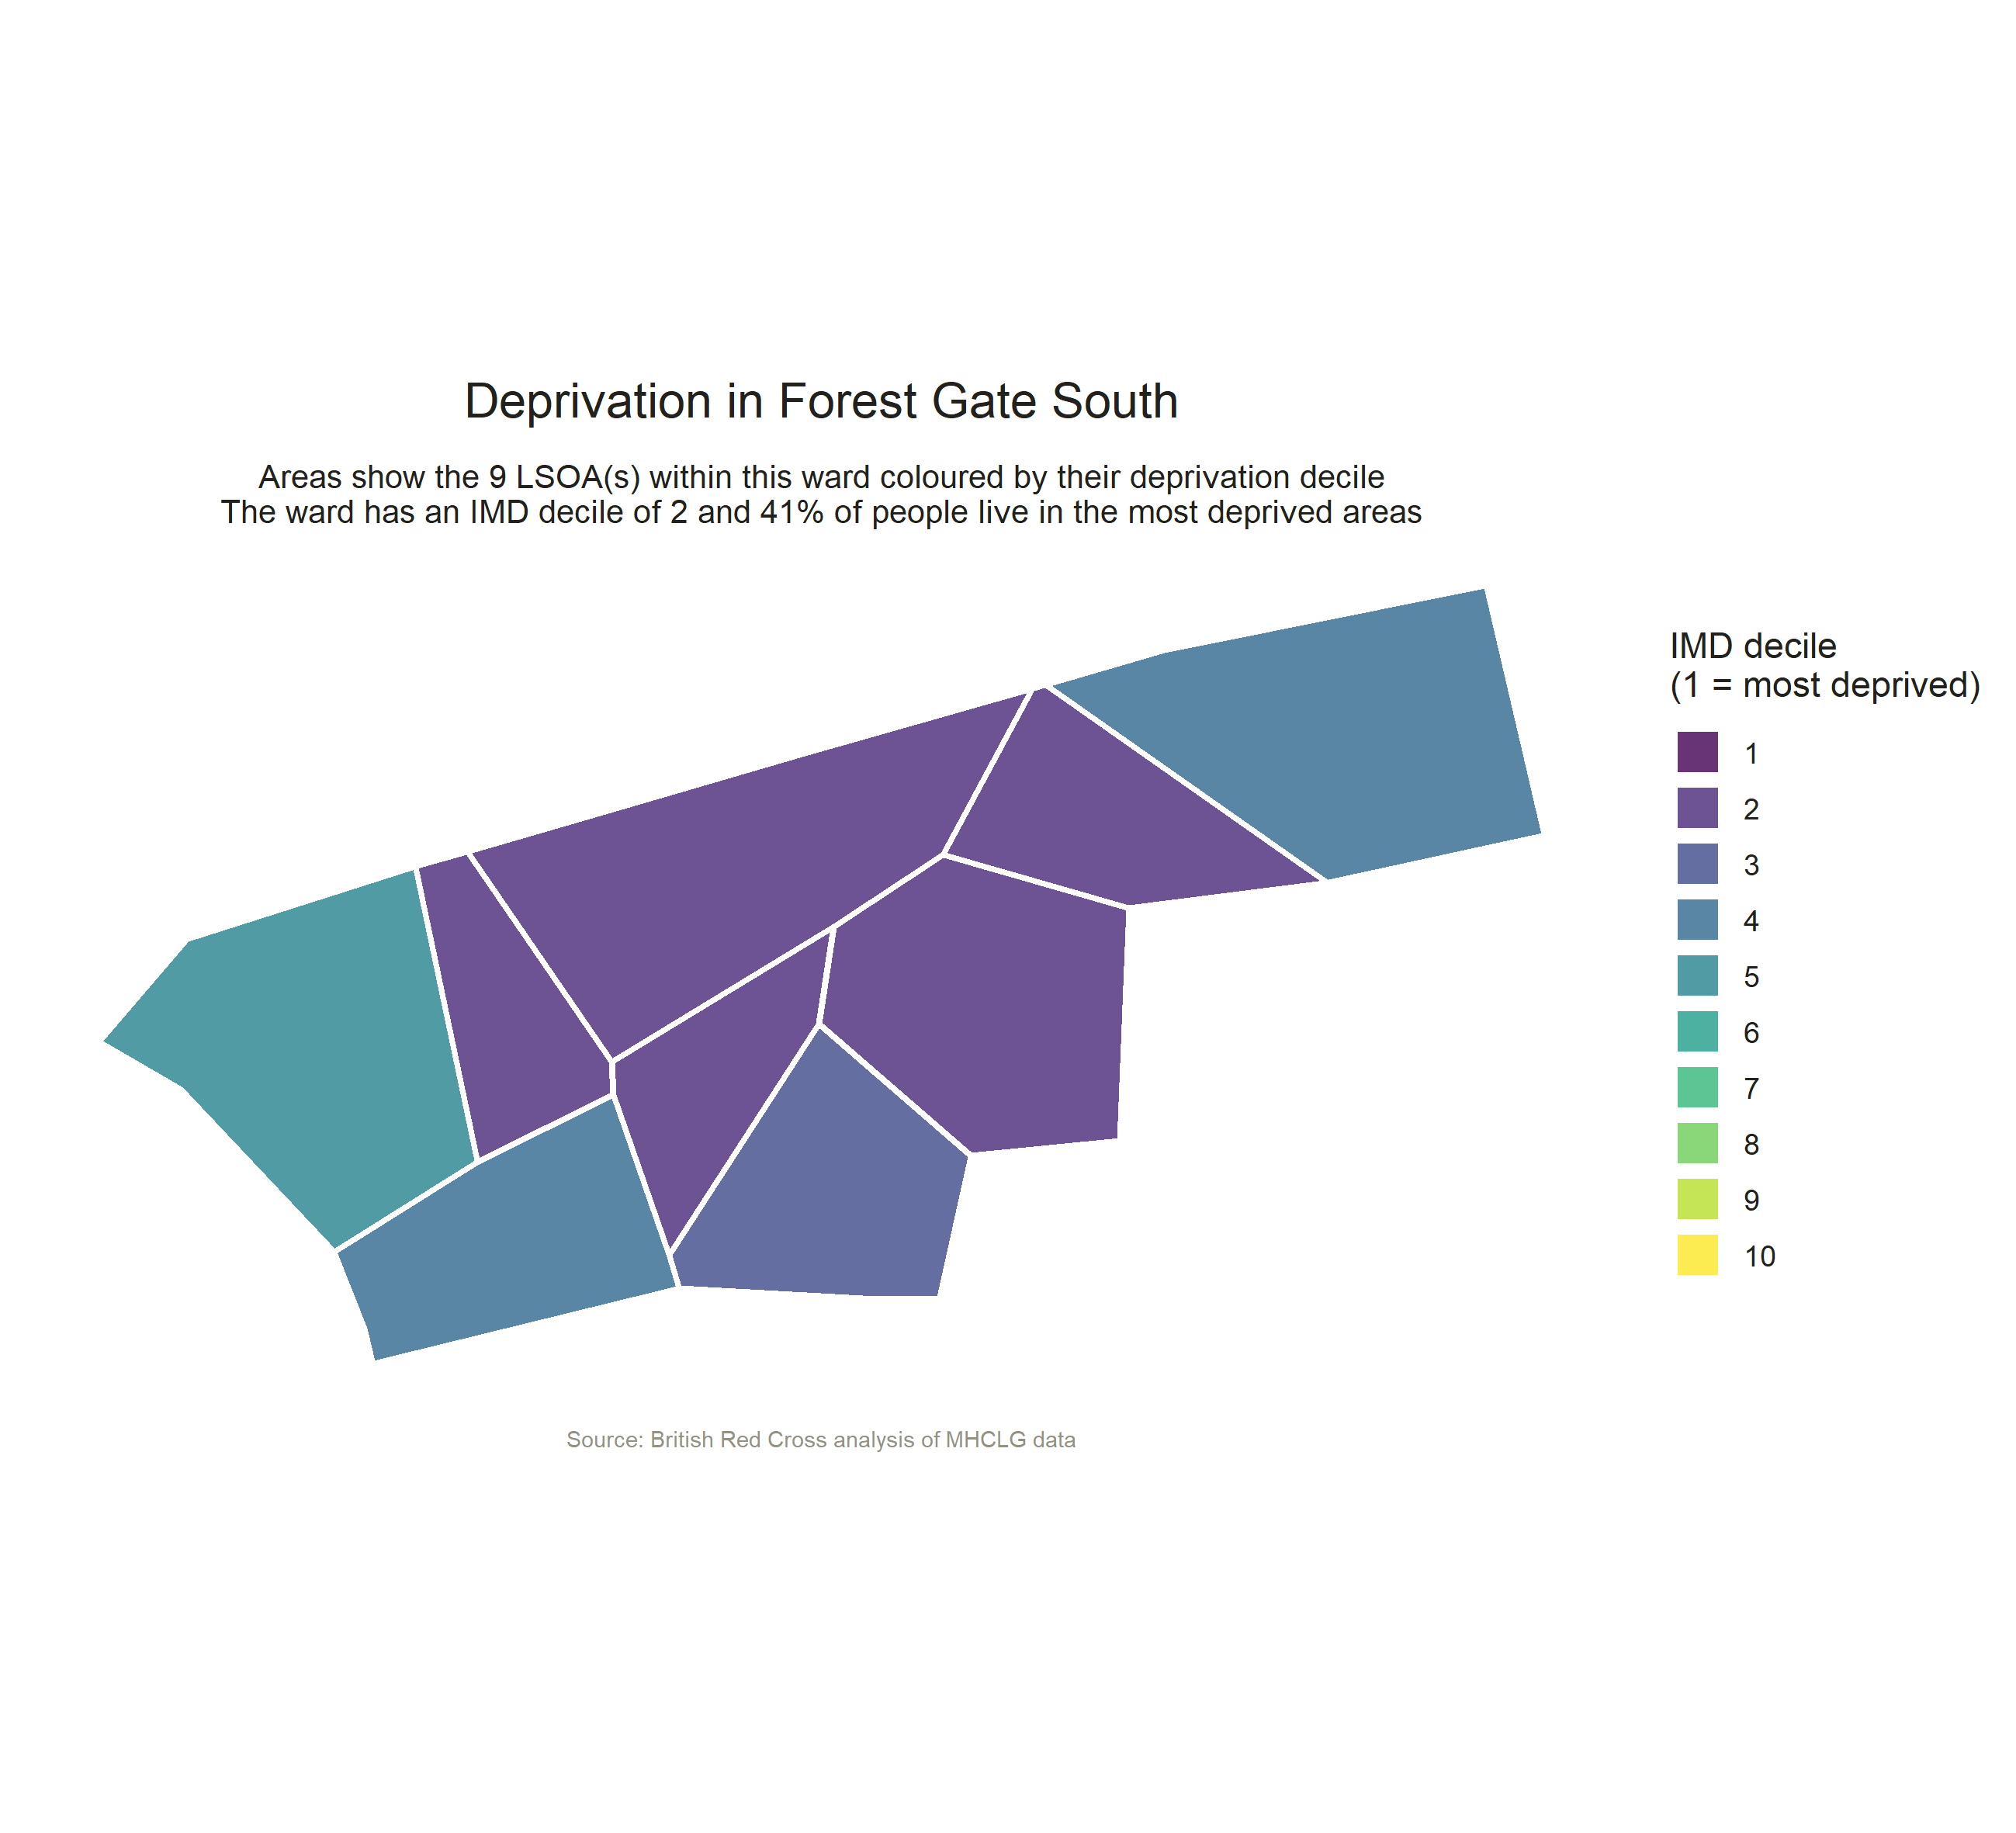 Deprivation in Forest Gate South
Areas show the 9 LSOA(s) within this ward coloured by their deprivation decile
The ward has an IMD decile of 2 and 41% of people live in the most deprived areas
IMD decile
(1 = most deprived)
1
2
3
4
5
6
7
8
9
10
Source: British Red Cross analysis of MHCLG data